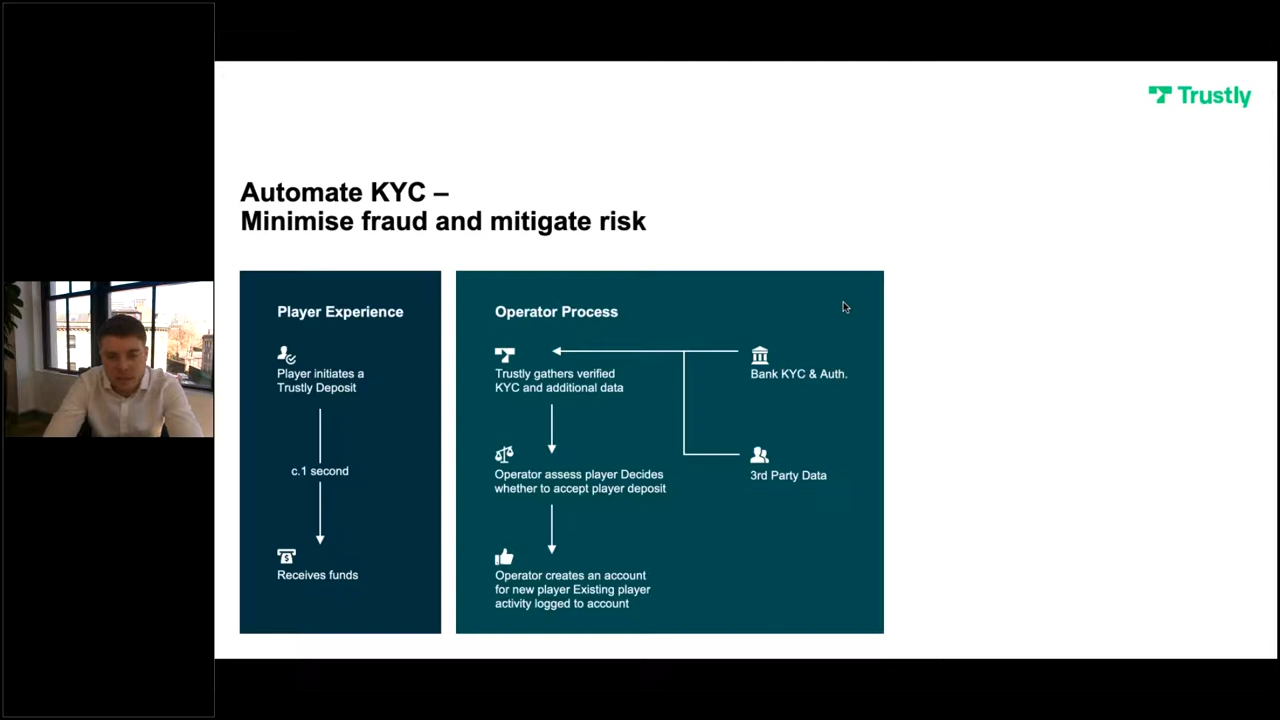 Trustly
Automate KYC –
Minimise fraud and mitigate risk
Player Experience
Player initiates a
Trustly Deposit
c.1 second
Receives funds
Operator Process
Trustly gathers verified
KYC and additional data
Bank KYC & Auth.
Operator assess player Decides
whether to accept player deposit
3rd Party Data
Operator creates an account
for new player Existing player
activity logged to account